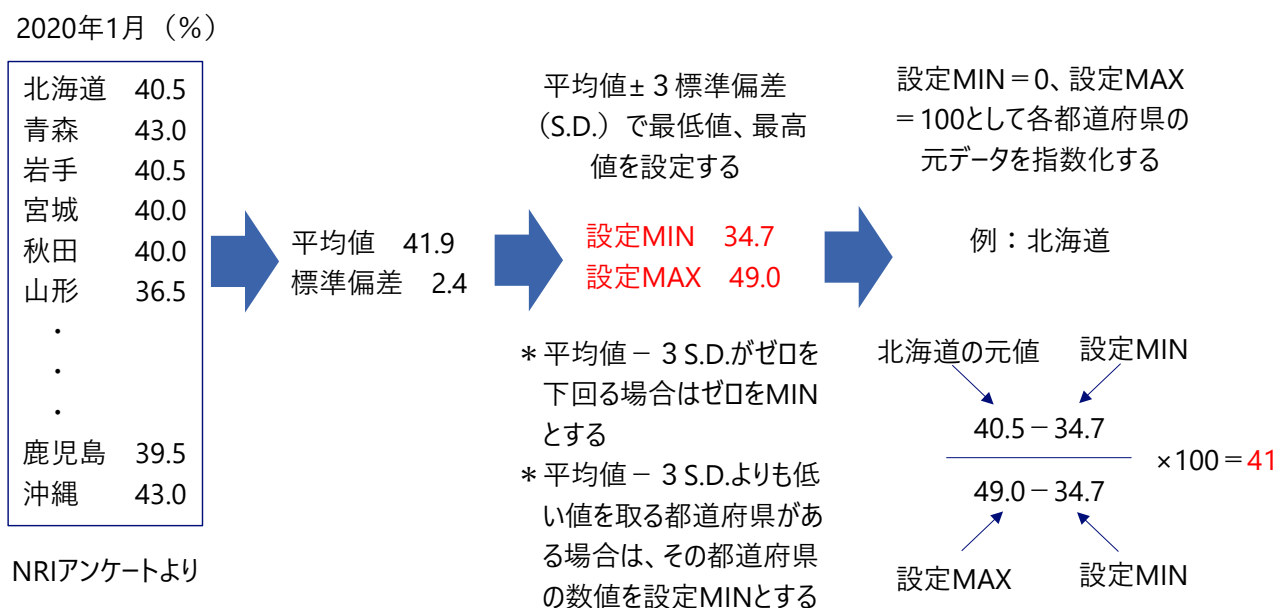 2020年1月（%）
北海道 40.5
青森 43.0
岩手 40.5
宮城 40.0
秋田 40.0
山形 36.5
・
・
・
鹿児島 39.5
沖縄 43.0
NRIアンケートより
平均値 41.9
標準偏差 2.4
平均値±３標準偏差
（S.D.）で最低値、最高
値を設定する
設定MIN 34.7
設定MAX 49.0
＊平均値－３S.D.がゼロを
下回る場合はゼロをMIN
とする
＊平均値－３S.D.よりも低
い値を取る都道府県があ
る場合は、その都道府県
の数値を設定MINとする
設定MIN＝0、設定MAX
＝100として各都道府県の
元データを指数化する
例：北海道
北海道の元値 設定MIN
40.5－34.7
×100＝41
49.0－34.7
設定MAX 設定MIN